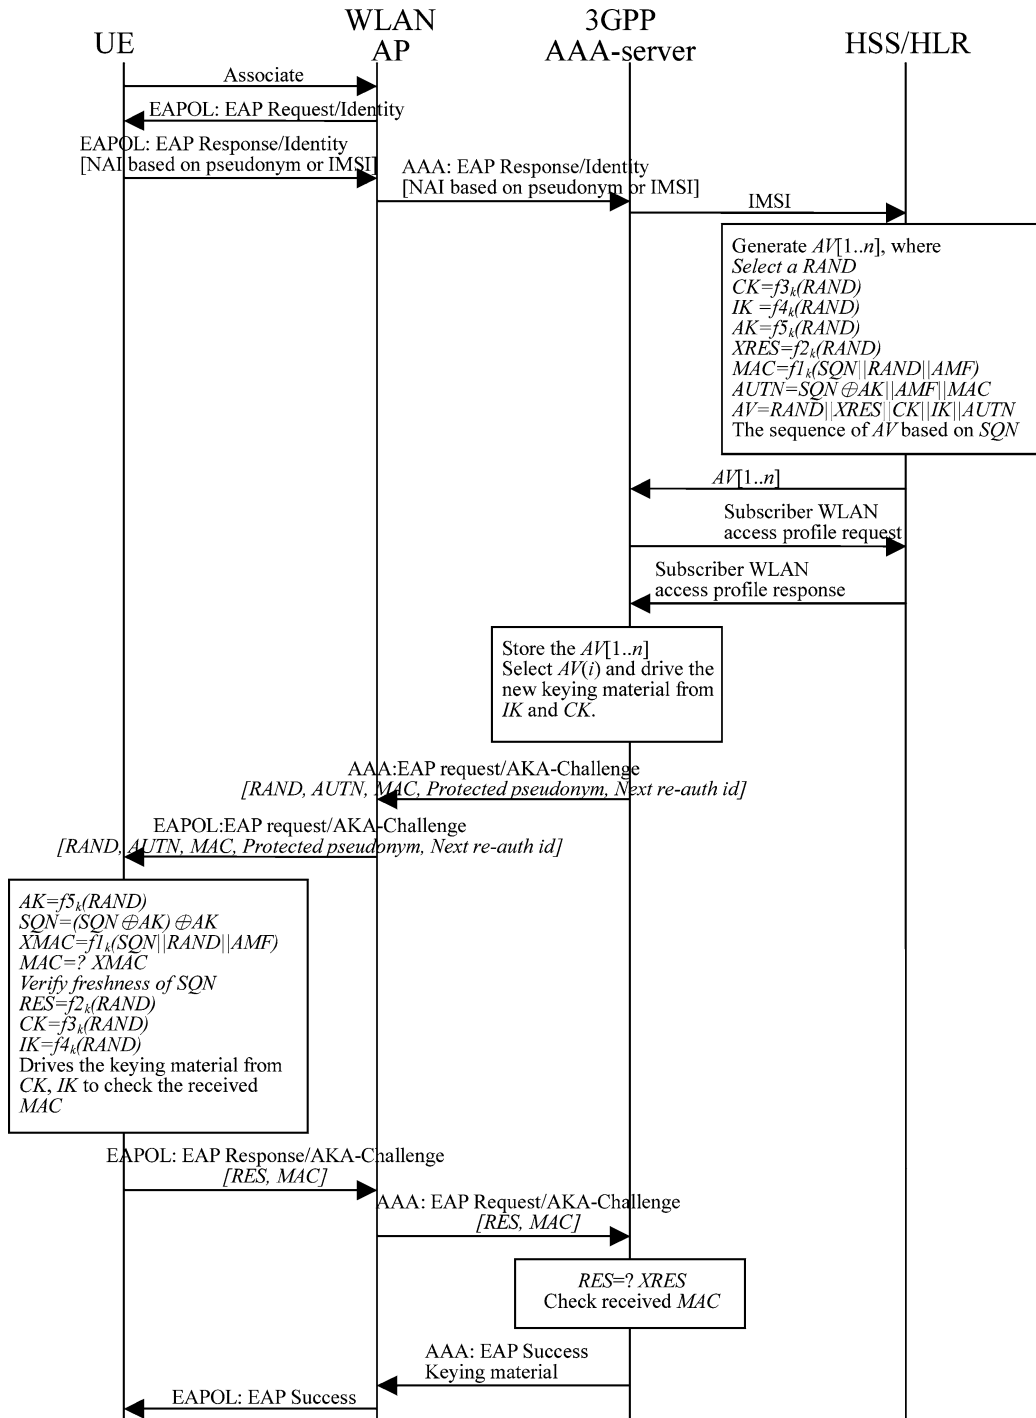 UE
WLAN
AP
3GPP
AAA-server
HSS/HLR
Associate
EAPOL: EAP Request/Identity
EAPOL: EAP Response/Identity
[NAI based on pseudonym or IMSI]
AAA: EAP Response/Identity
[NAI based on pseudonym or IMSI]
IMSI
Generate AV[1..n], where
Select a RAND
CK=f3k(RAND)
IK =f4k(RAND)
AK=f5k(RAND)
XRES=f2k(RAND)
MAC=f1k(SQN||RAND||AMF)
AUTN=SQN⊕AK||AMF||MAC
AV=RAND||XRES||CK||IK||AUTN
The sequence of AV based on SQN
AV[1..n]
Subscriber WLAN
access profile request
Subscriber WLAN
access profile response
Store the AV[1..n]
Select AV(i) and drive the
new keying material from
IK and CK.
AAA:EAP request/AKA-Challenge
[RAND, AUTN, MAC, Protected pseudonym, Next re-auth id]
EAPOL:EAP request/AKA-Challenge
[RAND, AUTN, MAC, Protected pseudonym, Next re-auth id]
AK=f5k(RAND)
SQN=(SQN⊕AK)⊕AK
XMAC=f1k(SQN||RAND||AMF)
MAC=? XMAC
Verify freshness of SQN
RES=f2k(RAND)
CK=f3k(RAND)
IK=f4k(RAND)
Drives the keying material from
CK, IK to check the received
MAC
EAPOL: EAP Response/AKA-Challenge
[RES, MAC]
AAA: EAP Request/AKA-Challenge
[RES, MAC]
RES=? XRES
Check received MAC
AAA: EAP Success
Keying material
EAPOL: EAP Success